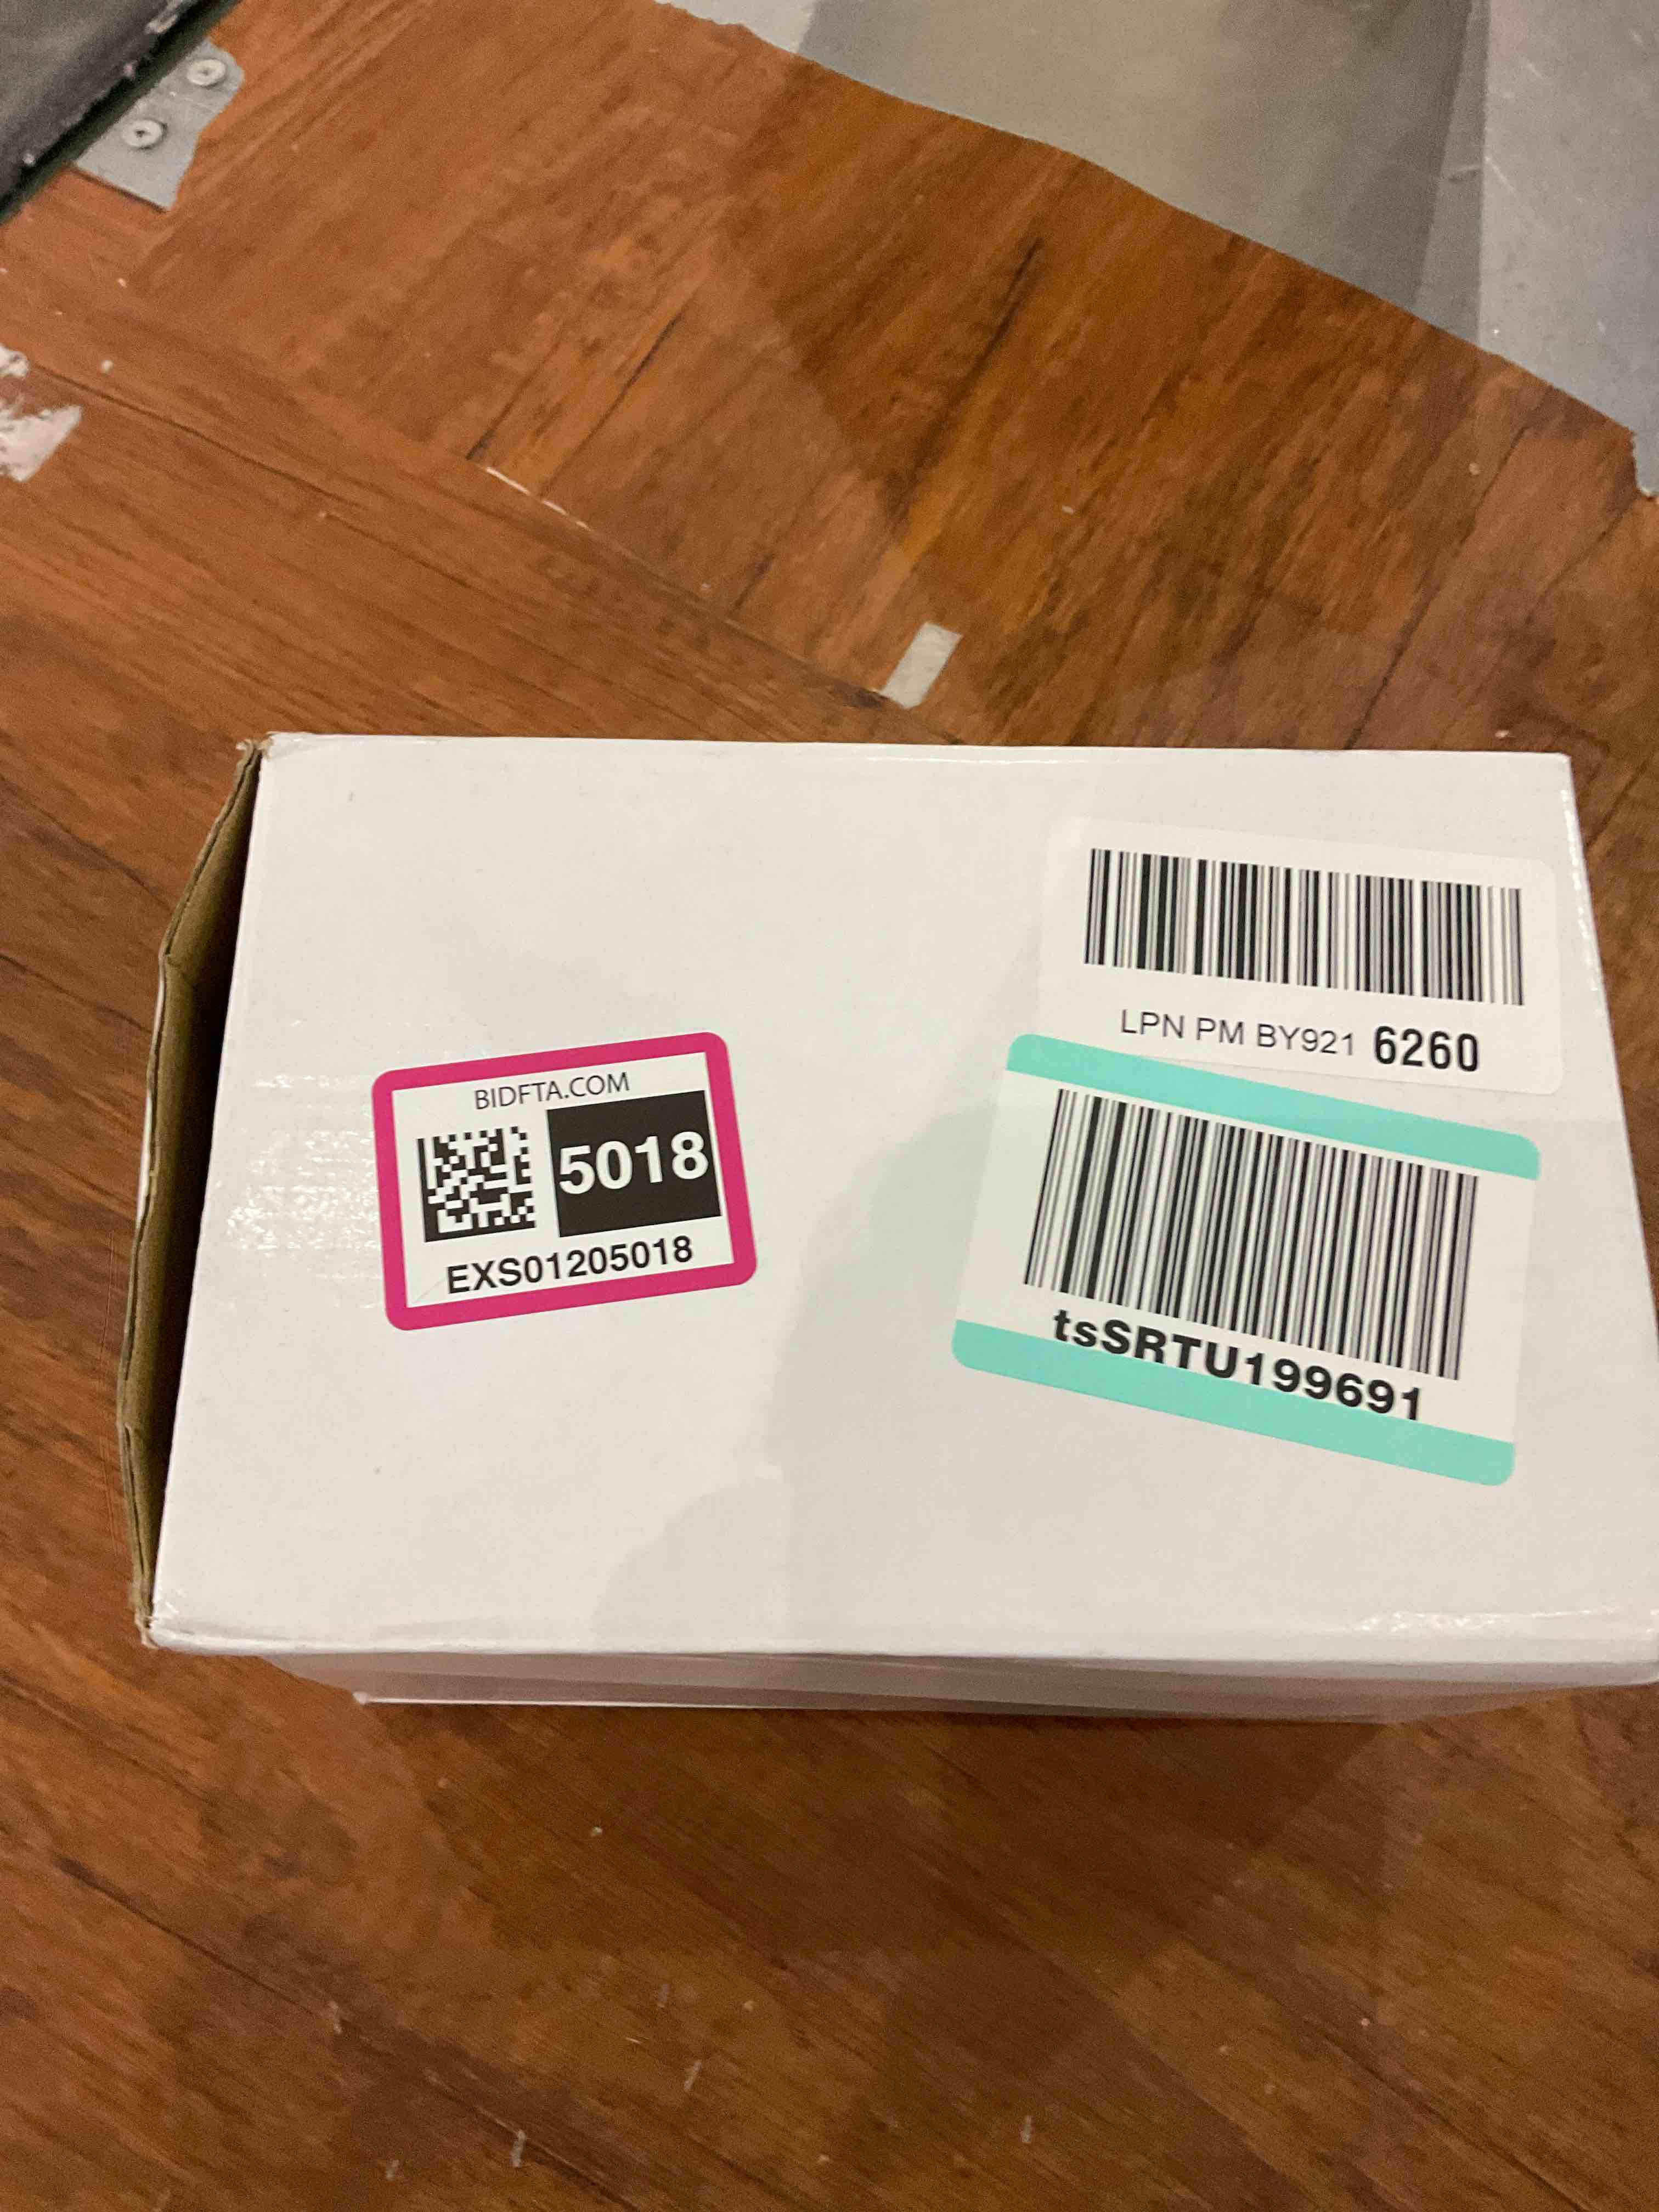 LPN PM BY921 6260
BIDFTA.COM
5018
EXS01205018
tsSRTU199691